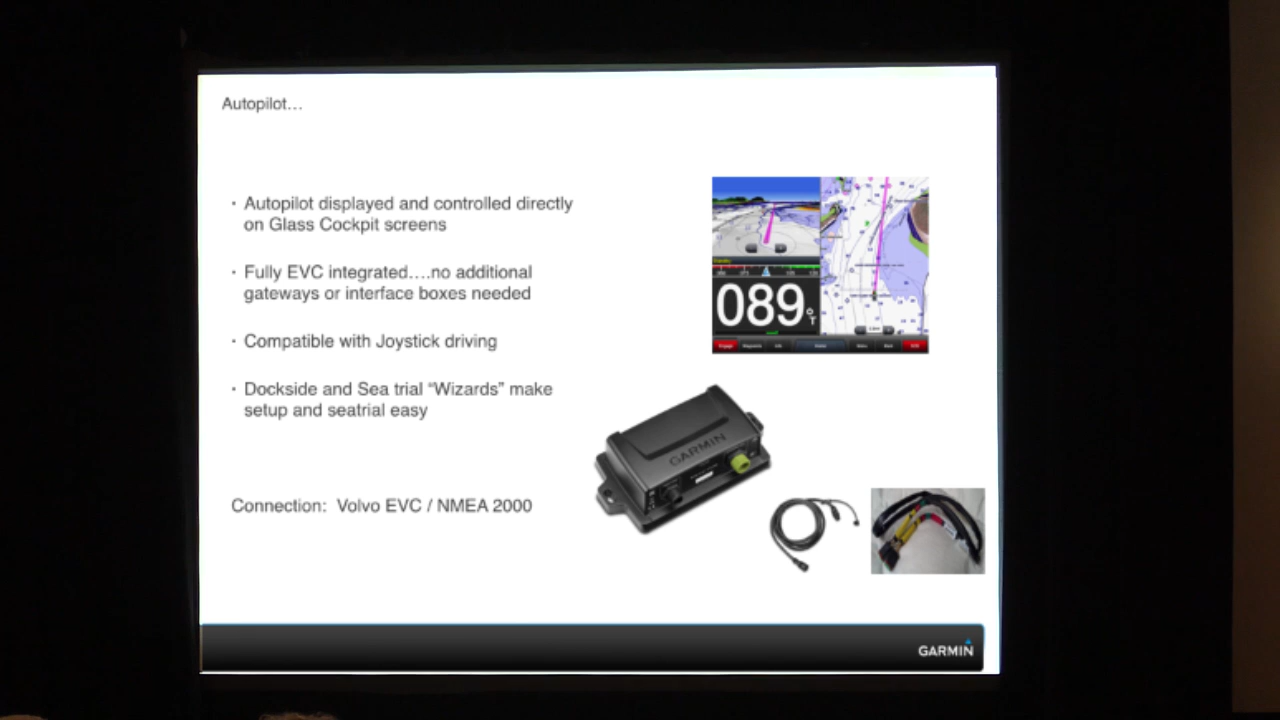 Autopilot…
· Autopilot displayed and controlled directly
on Glass Cockpit screens
· Fully EVC integrated….no additional
gateways or interface boxes needed
· Compatible with Joystick driving
· Dockside and Sea trial “Wizards” make
setup and seatrial easy
Connection: Volvo EVC / NMEA 2000
089°
GARMIN
GARMIN